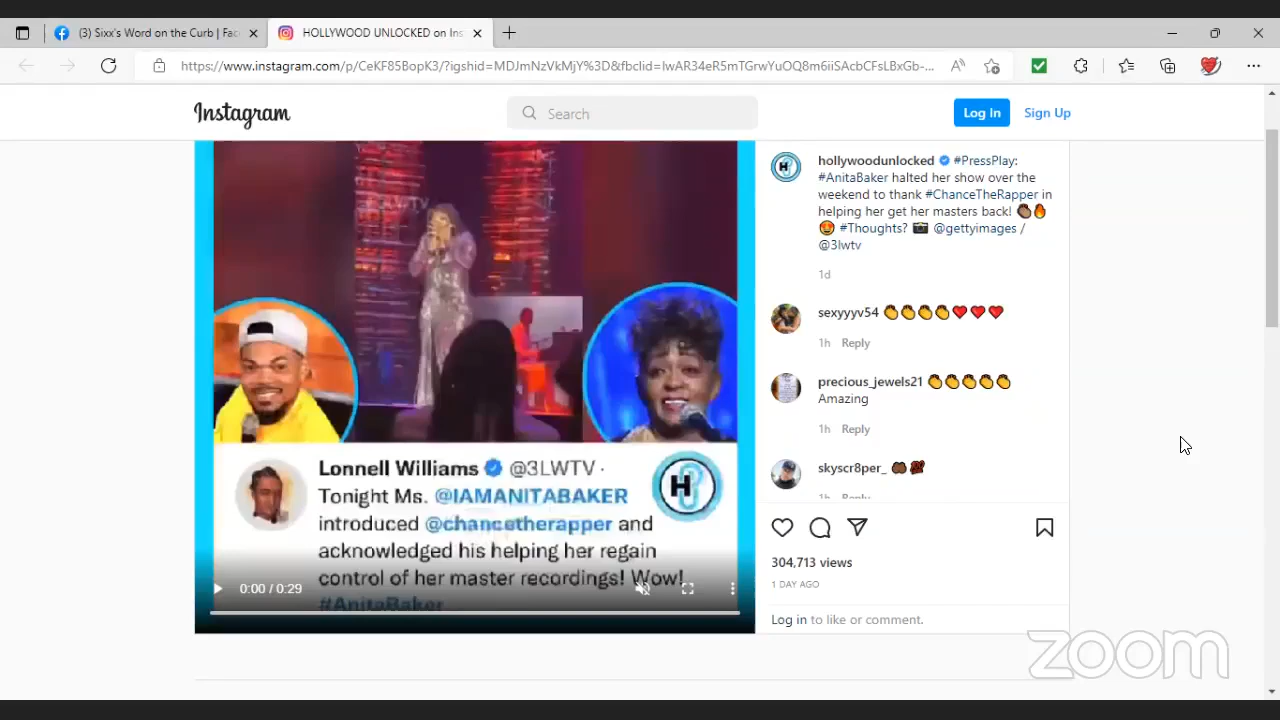 (3) Sixx's Word on the Curb | Fac
HOLLYWOOD UNLOCKED on Ins
https://www.instagram.com/p/CeKF85BopK3/?igshid=MDJmNzVkMjY%3D&fbclid=IwAR34eR5mTGrwYuOQ8m6iiSAcbCFsLBxGb-...
Instagram
Search
Log In
Sign Up
hollywoodunlocked #PressPlay:
#AnitaBaker halted her show over the
weekend to thank #ChanceTheRapper in
helping her get her masters back! 👏🏾🔥
😍 #Thoughts? 📸 @gettyimages /
@3lwtv
1d
sexyyyv54 👏👏👏👏❤️❤️❤️
1h Reply
precious_jewels21 👏👏👏👏👏
Amazing
1h Reply
skyscr8per_ 🤎💯
1h Reply
Lonnell Williams @3LWTV ·
Tonight Ms. @IAMANITABAKER
introduced @chancetherapper and
acknowledged his helping her regain
control of her master recordings! Wow!
#AnitaBaker
0:00 / 0:29
304,713 views
1 DAY AGO
Log in to like or comment.
zoom